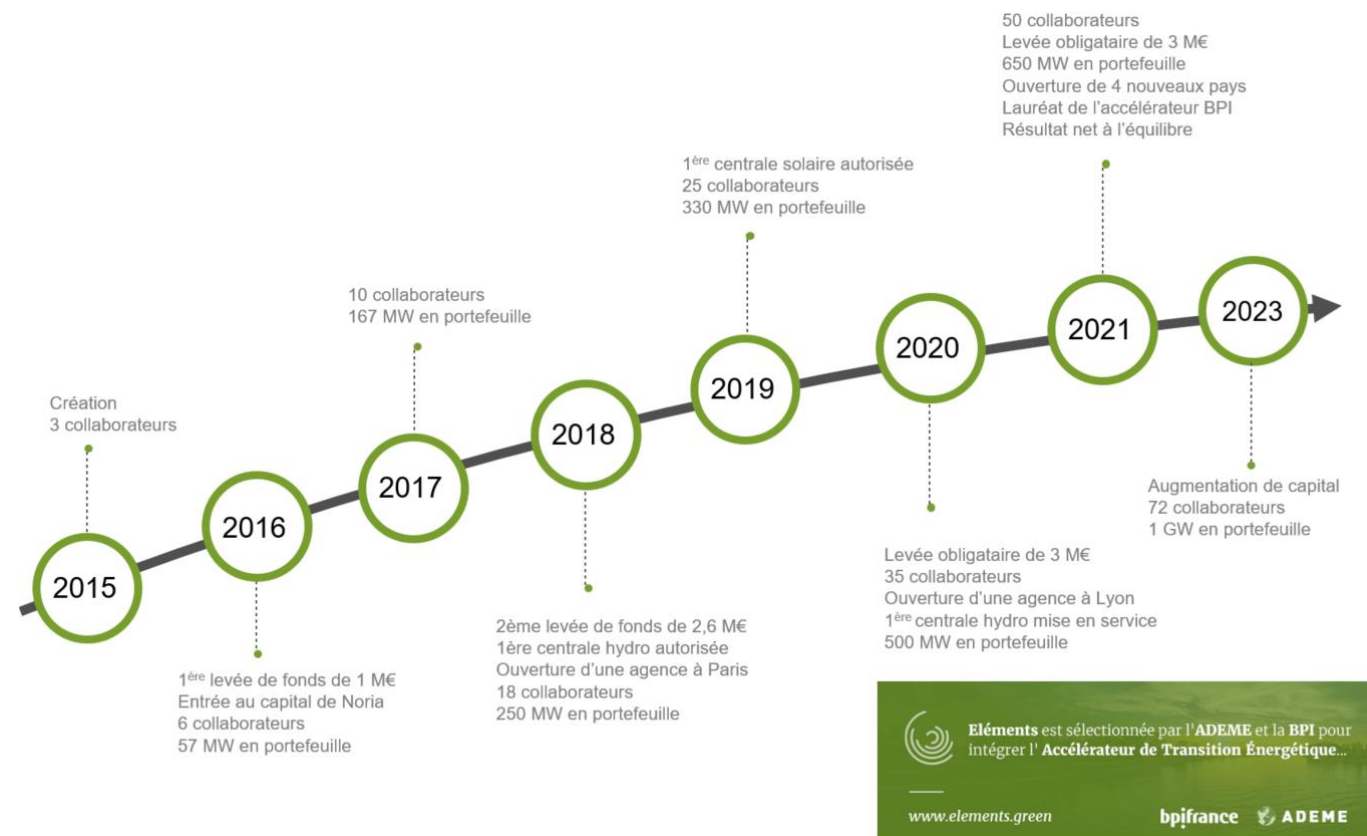 2015
Création
3 collaborateurs
2016
1ère levée de fonds de 1 M€
Entrée au capital de Noria
6 collaborateurs
57 MW en portefeuille
2017
10 collaborateurs
167 MW en portefeuille
2018
2ème levée de fonds de 2,6 M€
1ère centrale hydro autorisée
Ouverture d'une agence à Paris
18 collaborateurs
250 MW en portefeuille
2019
1ère centrale solaire autorisée
25 collaborateurs
330 MW en portefeuille
2020
Levée obligataire de 3 M€
35 collaborateurs
Ouverture d'une agence à Lyon
1ère centrale hydro mise en service
500 MW en portefeuille
2021
50 collaborateurs
Levée obligataire de 3 M€
650 MW en portefeuille
Ouverture de 4 nouveaux pays
Lauréat de l'accélérateur BPI
Résultat net à l'équilibre
2023
Augmentation de capital
72 collaborateurs
1 GW en portefeuille
Eléments est sélectionnée par l'ADEME et la BPI pour
intégrer l' Accélérateur de Transition Énergétique...
www.elements.green
bpifrance
ADEME